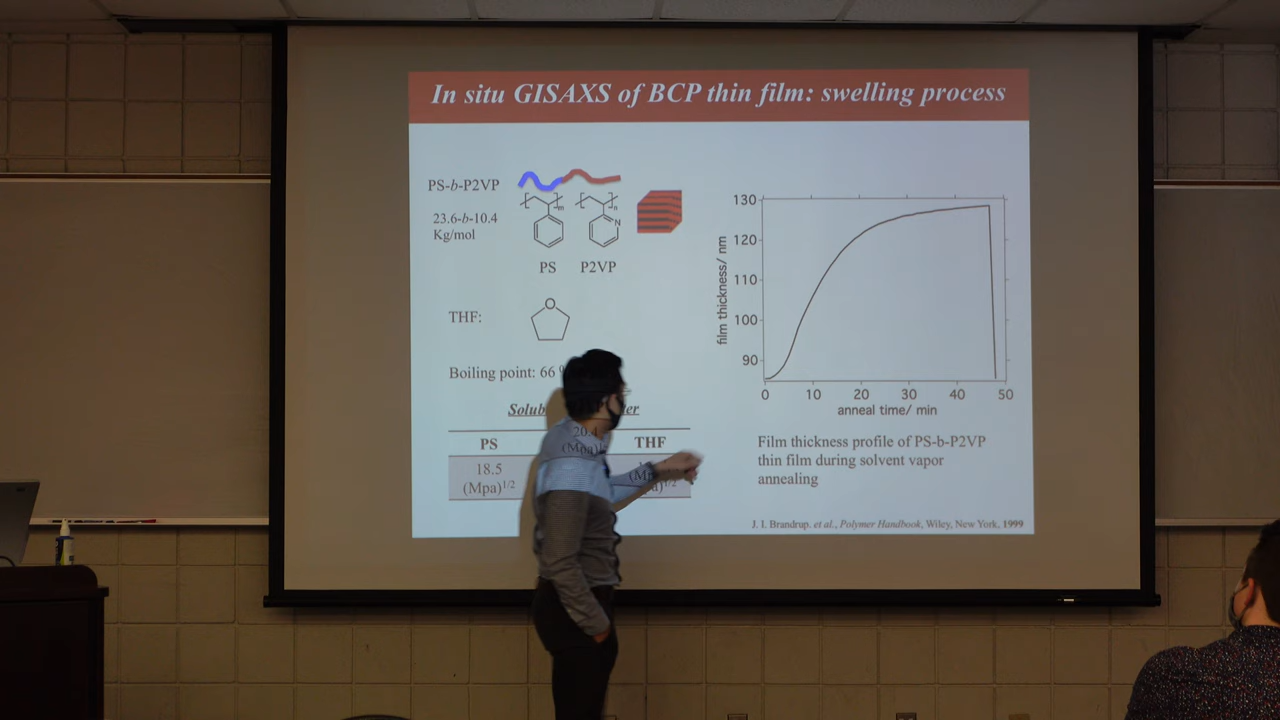 In situ GISAXS of BCP thin film: swelling process
PS-b-P2VP
23.6-b-10.4
Kg/mol
m
n
N
PS P2VP
THF:
O
Boiling point: 66
Solub
PS THF
20.4
(Mpa)
18.5
(Mpa)1/2
film thickness/ nm
130
120
110
100
90
0 10 20 30 40 50
anneal time/ min
Film thickness profile of PS-b-P2VP
thin film during solvent vapor
annealing
J. I. Brandrup. et al., Polymer Handbook, Wiley, New York, 1999